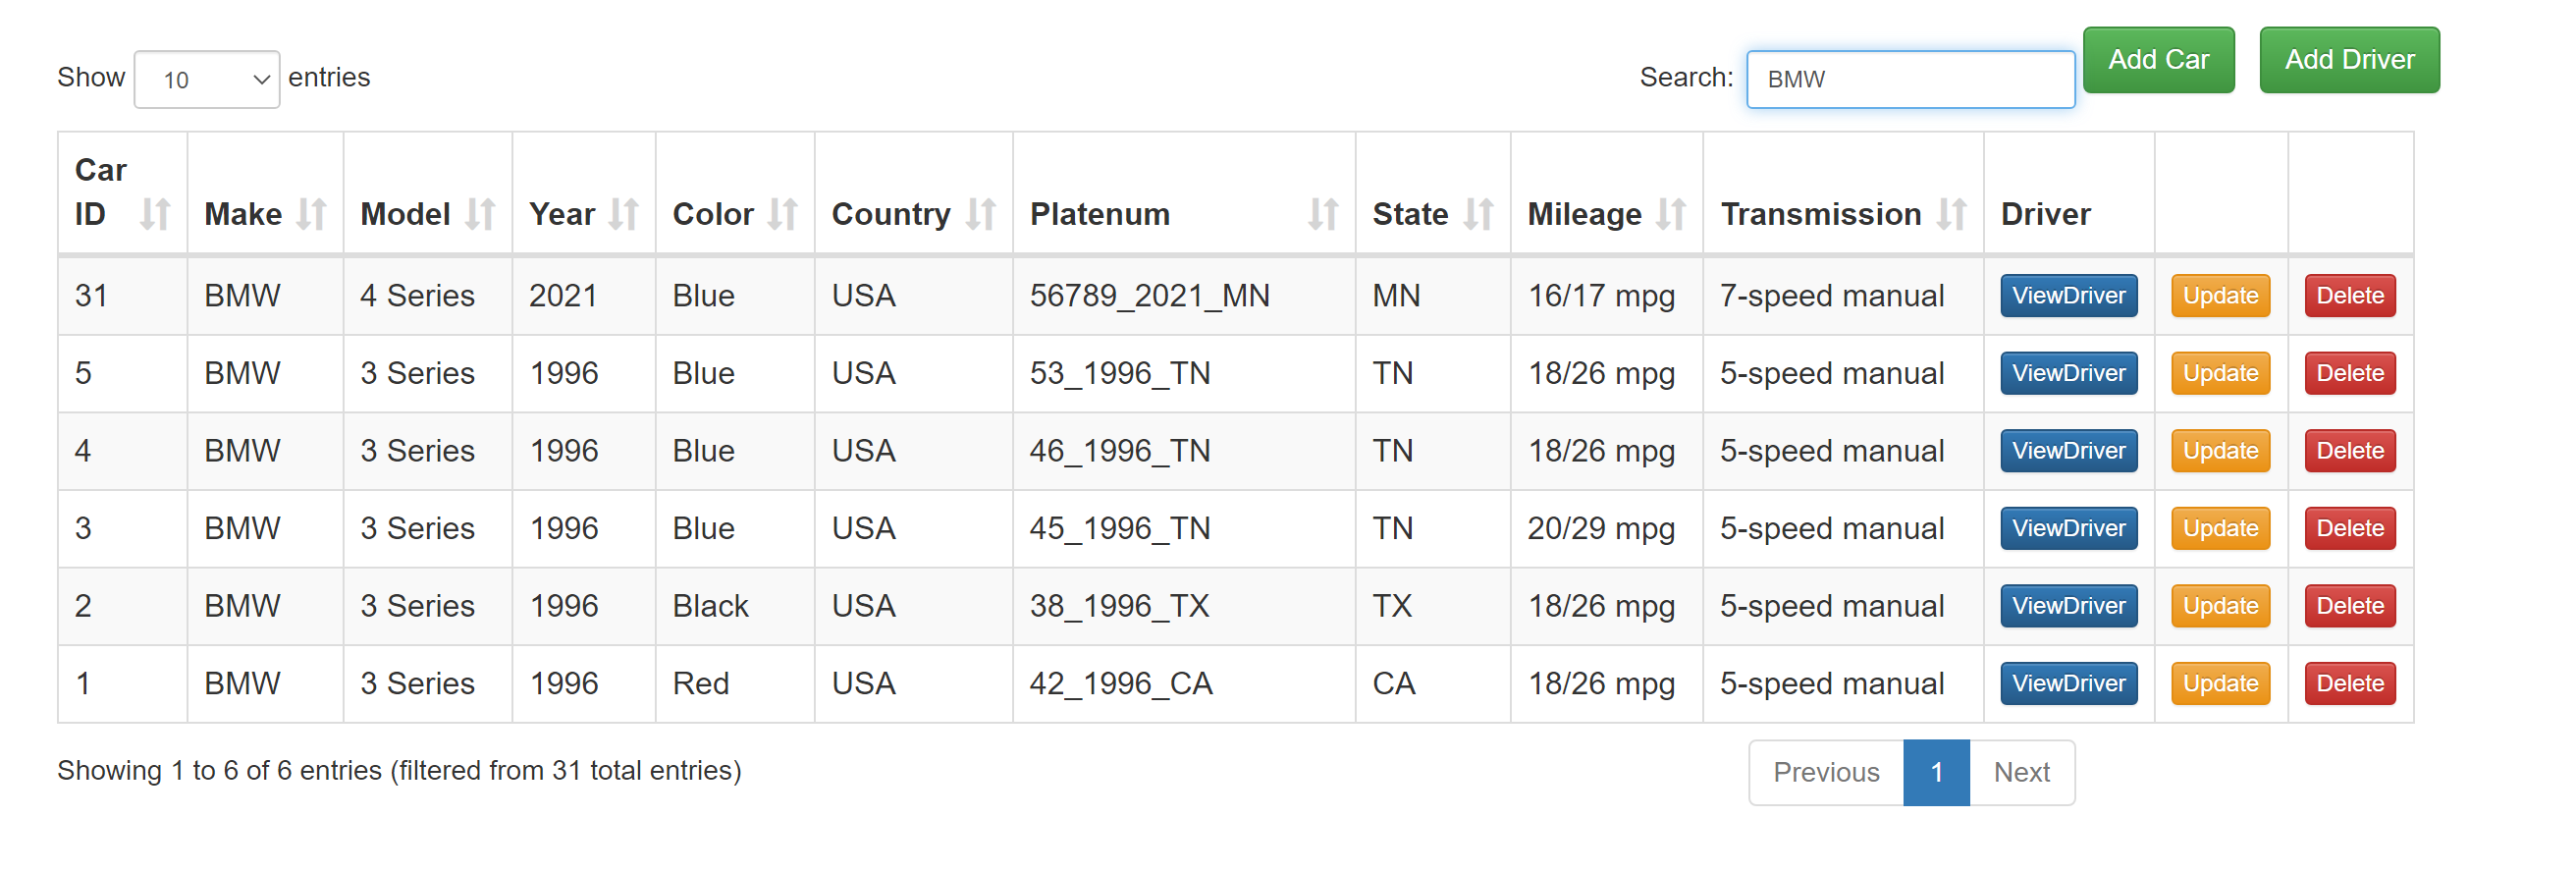 Show 10 entries Search: BMW Add Car Add Driver
Car ID Make Model Year Color Country Platenum State Mileage Transmission Driver
31 BMW 4 Series 2021 Blue USA 56789_2021_MN MN 16/17 mpg 7-speed manual ViewDriver Update Delete
5 BMW 3 Series 1996 Blue USA 53_1996_TN TN 18/26 mpg 5-speed manual ViewDriver Update Delete
4 BMW 3 Series 1996 Blue USA 46_1996_TN TN 18/26 mpg 5-speed manual ViewDriver Update Delete
3 BMW 3 Series 1996 Blue USA 45_1996_TN TN 20/29 mpg 5-speed manual ViewDriver Update Delete
2 BMW 3 Series 1996 Black USA 38_1996_TX TX 18/26 mpg 5-speed manual ViewDriver Update Delete
1 BMW 3 Series 1996 Red USA 42_1996_CA CA 18/26 mpg 5-speed manual ViewDriver Update Delete
Showing 1 to 6 of 6 entries (filtered from 31 total entries) Previous 1 Next